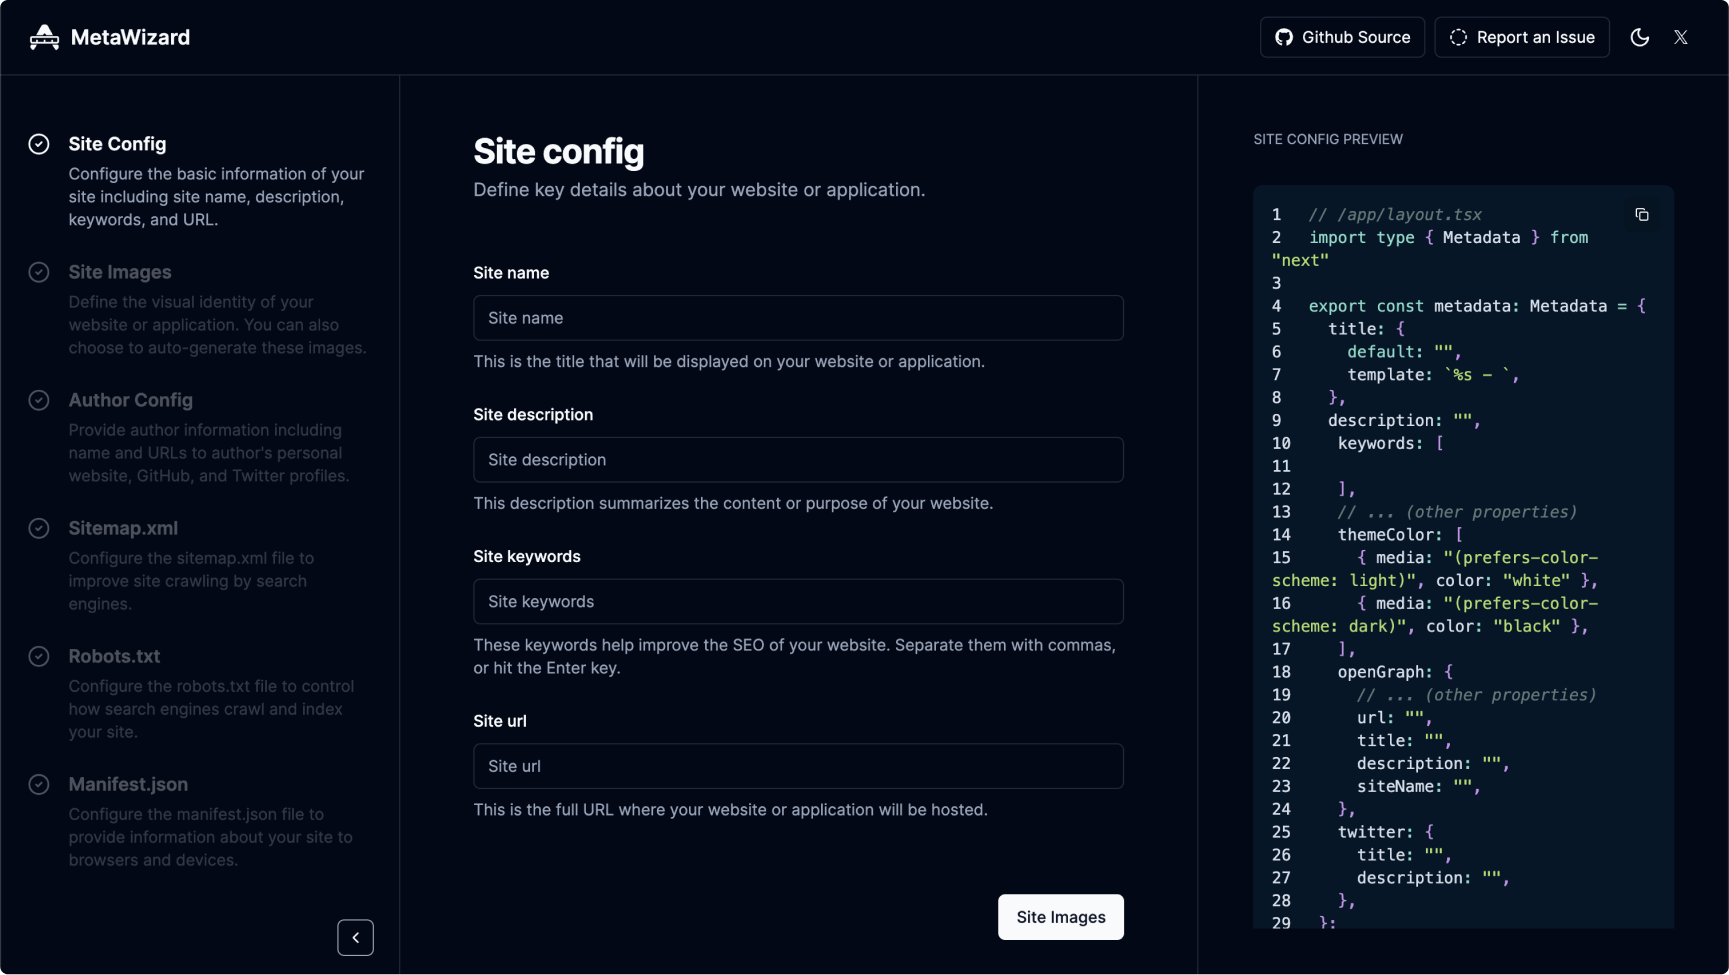 MetaWizard
Github Source
Report an Issue
Site Config
Configure the basic information of your
site including site name, description,
keywords, and URL.
Site Images
Define the visual identity of your
website or application. You can also
choose to auto-generate these images.
Author Config
Provide author information including
name and URLs to author's personal
website, GitHub, and Twitter profiles.
Sitemap.xml
Configure the sitemap.xml file to
improve site crawling by search
engines.
Robots.txt
Configure the robots.txt file to control
how search engines crawl and index
your site.
Manifest.json
Configure the manifest.json file to
provide information about your site to
browsers and devices.
Site config
Define key details about your website or application.
Site name
Site name
This is the title that will be displayed on your website or application.
Site description
Site description
This description summarizes the content or purpose of your website.
Site keywords
Site keywords
These keywords help improve the SEO of your website. Separate them with commas,
or hit the Enter key.
Site url
Site url
This is the full URL where your website or application will be hosted.
Site Images
SITE CONFIG PREVIEW
1 // /app/layout.tsx
2 import type { Metadata } from
"next"
3
4 export const metadata: Metadata = {
5 title: {
6 default: "",
7 template: `%s - `,
8 },
9 description: "",
10 keywords: [
11
12 ],
13 // ... (other properties)
14 themeColor: [
15 { media: "(prefers-color-
scheme: light)", color: "white" },
16 { media: "(prefers-color-
scheme: dark)", color: "black" },
17 ],
18 openGraph: {
19 // ... (other properties)
20 url: "",
21 title: "",
22 description: "",
23 siteName: "",
24 },
25 twitter: {
26 title: "",
27 description: "",
28 },
29 };